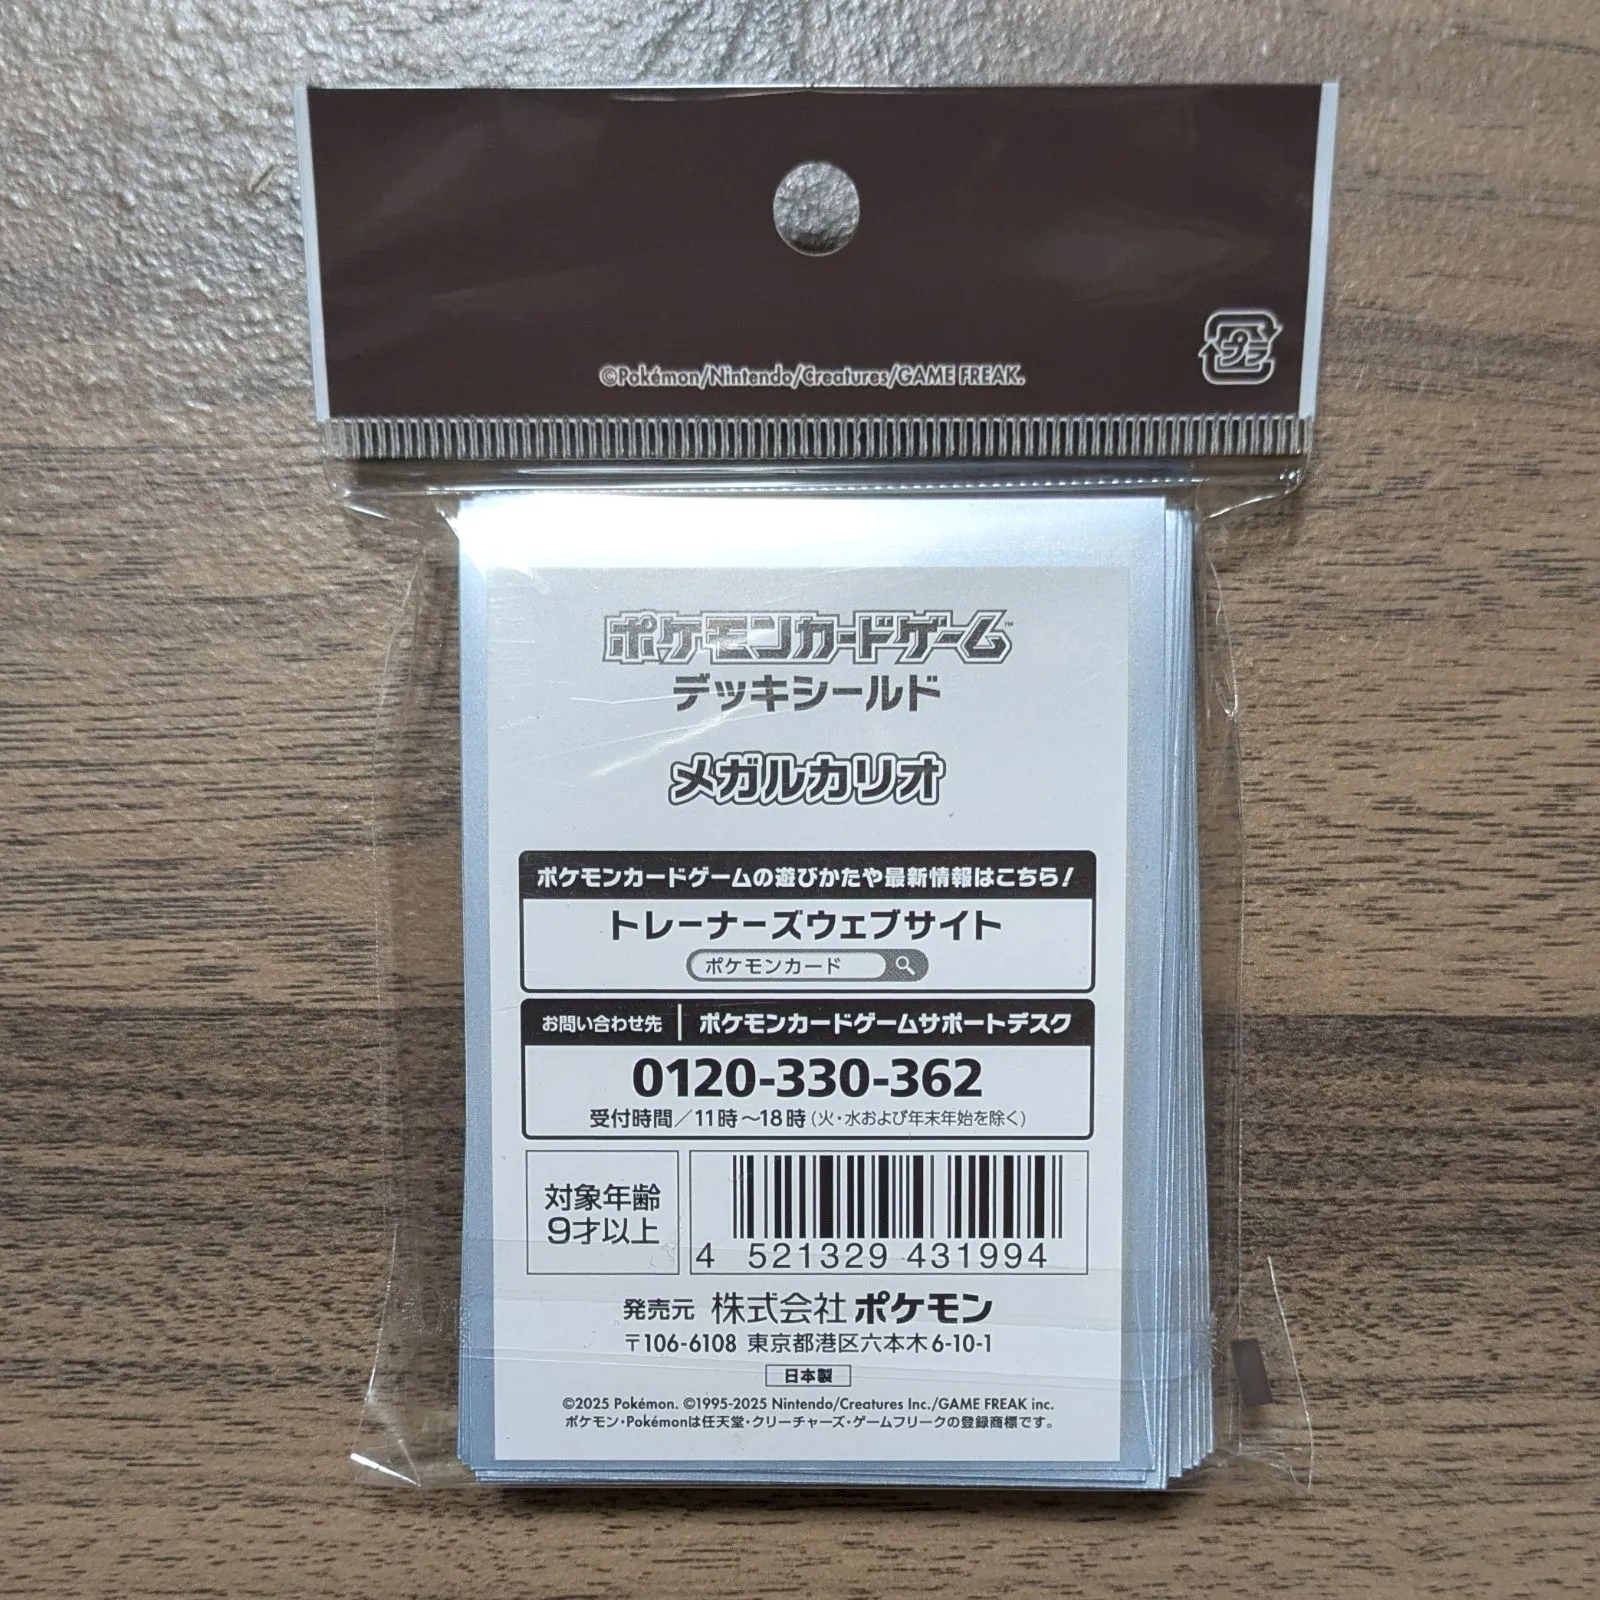 プラ
©Pokémon/Nintendo/Creatures/GAME FREAK.
ポケモンカードゲーム™
デッキシールド
メガルカリオ
ポケモンカードゲームの遊びかたや最新情報はこちら!
トレーナーズウェブサイト
ポケモンカード
お問い合わせ先 ポケモンカードゲームサポートデスク
0120-330-362
受付時間/11時~18時(火・水および年末年始を除く)
対象年齢
9才以上
4 521329 431994
発売元 株式会社ポケモン
〒106-6108 東京都港区六本木6-10-1
日本製
©2025 Pokémon. ©1995-2025 Nintendo/Creatures Inc./GAME FREAK inc.
ポケモン・Pokémonは任天堂・クリーチャーズ・ゲームフリークの登録商標です。